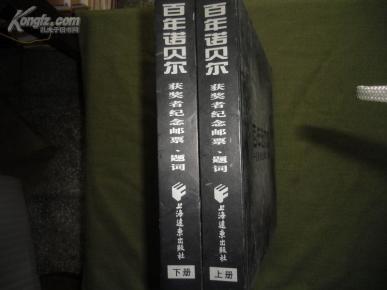 Kongfz.com
孔夫子旧书网
百年诺贝尔
获奖者纪念邮票、题词
上海远东出版社
下册
百年诺贝尔
获奖者纪念邮票、题词
上海远东出版社
上册